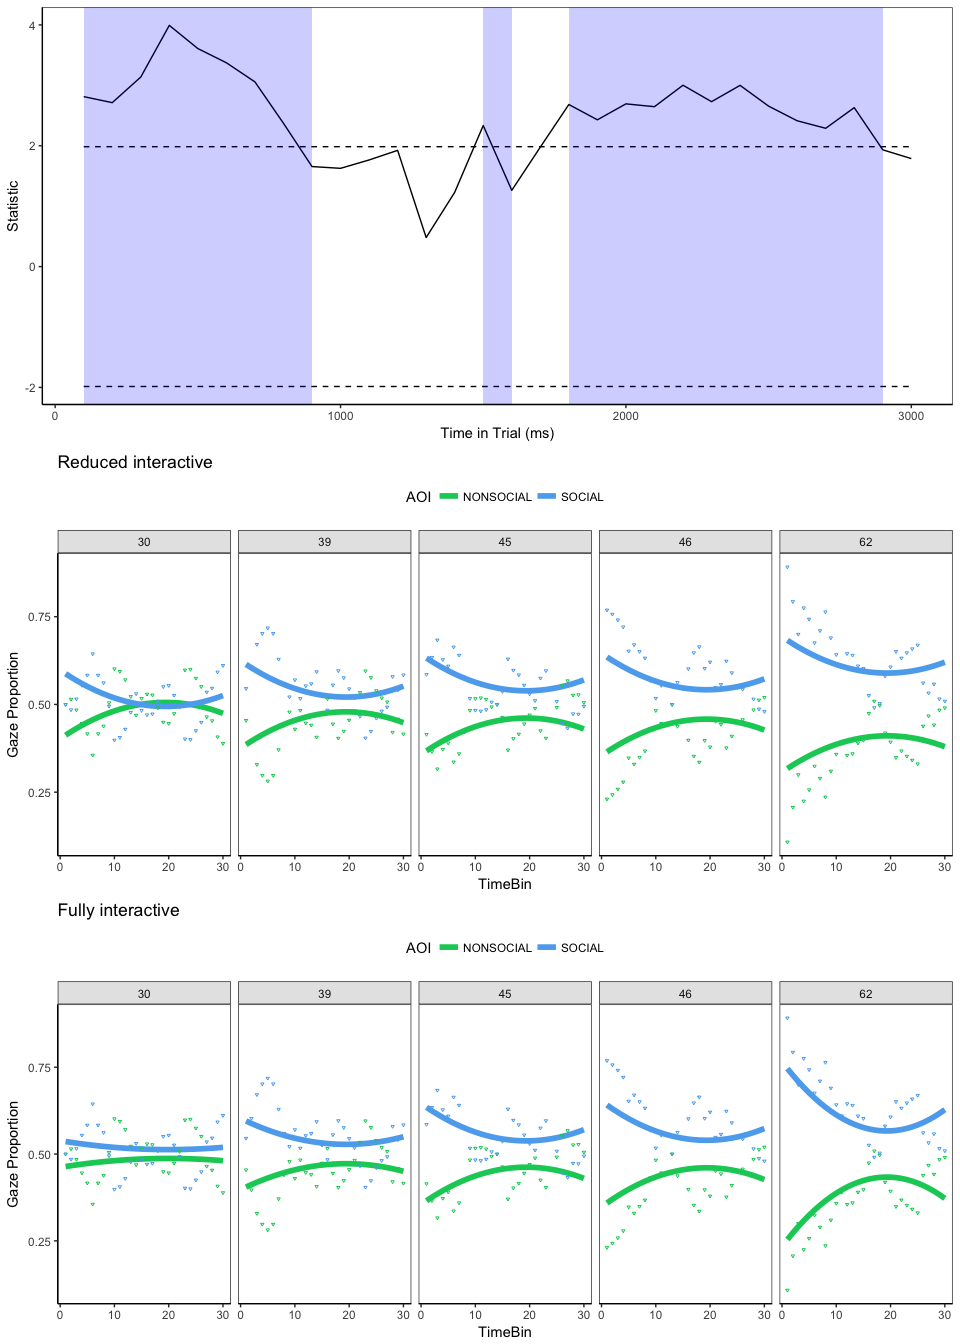 4
2
0
-2
Statistic
0 1000 2000 3000
Time in Trial (ms)
Reduced interactive
AOI NONSOCIAL SOCIAL
30 39 45 46 62
0.75
0.50
0.25
Gaze Proportion
0 10 20 30 0 10 20 30 0 10 20 30 0 10 20 30 0 10 20 30
TimeBin
Fully interactive
AOI NONSOCIAL SOCIAL
30 39 45 46 62
0.75
0.50
0.25
Gaze Proportion
0 10 20 30 0 10 20 30 0 10 20 30 0 10 20 30 0 10 20 30
TimeBin